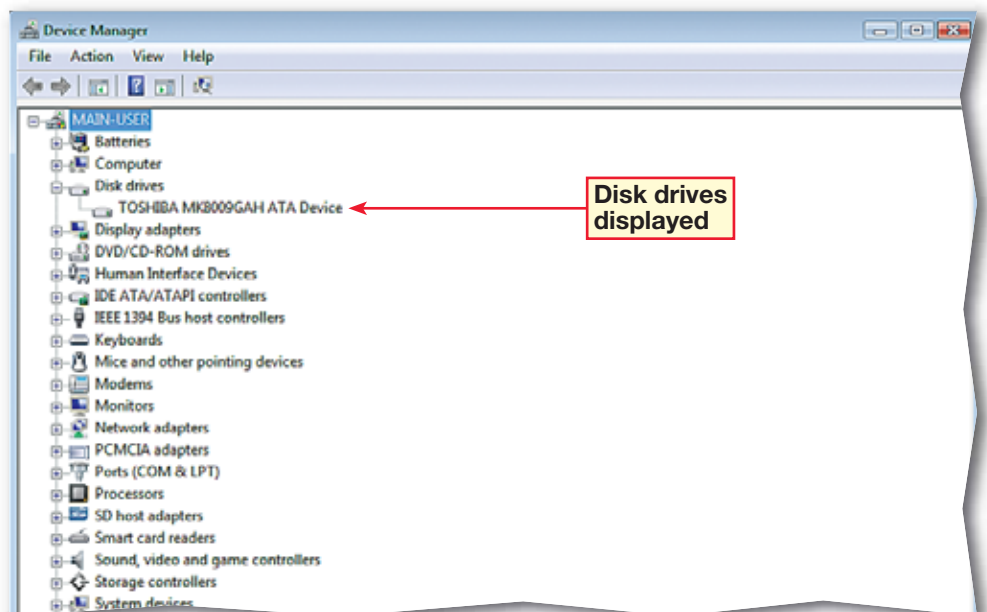 Device Manager
File Action View Help
MAIN-USER
Batteries
Computer
Disk drives
TOSHIBA MK8009GAH ATA Device
Disk drives
displayed
Display adapters
DVD/CD-ROM drives
Human Interface Devices
IDE ATA/ATAPI controllers
IEEE 1394 Bus host controllers
Keyboards
Mice and other pointing devices
Modems
Monitors
Network adapters
PCMCIA adapters
Ports (COM & LPT)
Processors
SD host adapters
Smart card readers
Sound, video and game controllers
Storage controllers
System devices